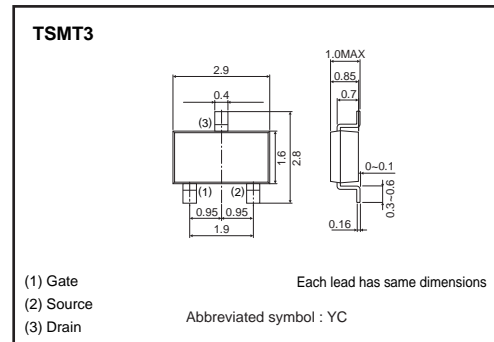 TSMT3
1.0MAX
2.9
0.85
0.4
0.7
(3)
1.6
2.8
0~0.1
(1)
(2)
0.3~0.6
0.95
0.95
0.16
1.9
(1) Gate
Each lead has same dimensions
(2) Source
Abbreviated symbol : YC
(3) Drain